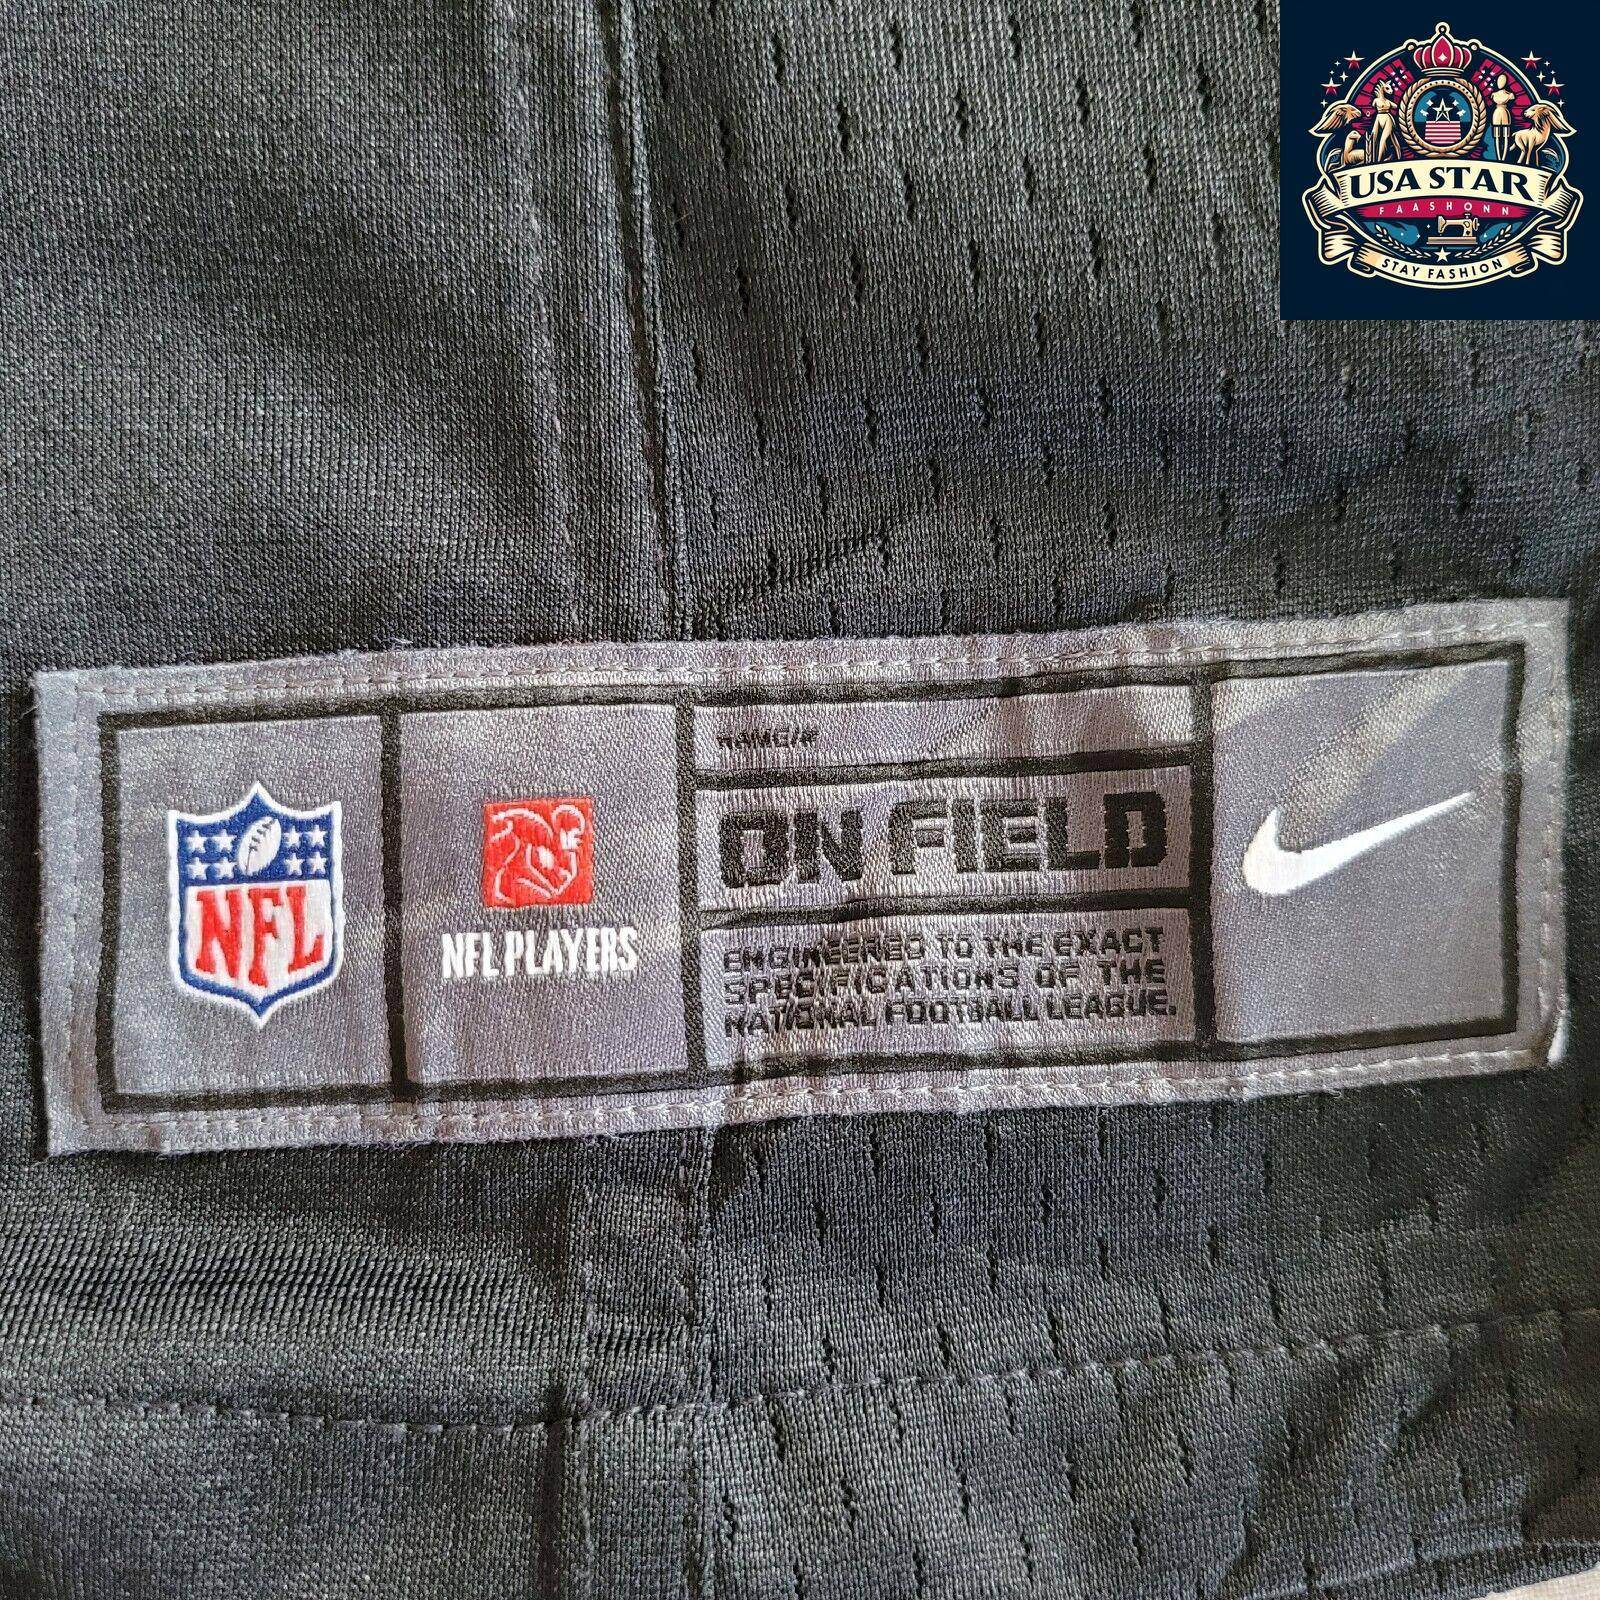 USA STAR
FAASHONN
STAY FASHION
NFL
NFL PLAYERS
ON FIELD
ENGINEERED TO THE EXACT
SPECIFICATIONS OF THE
NATIONAL FOOTBALL LEAGUE.